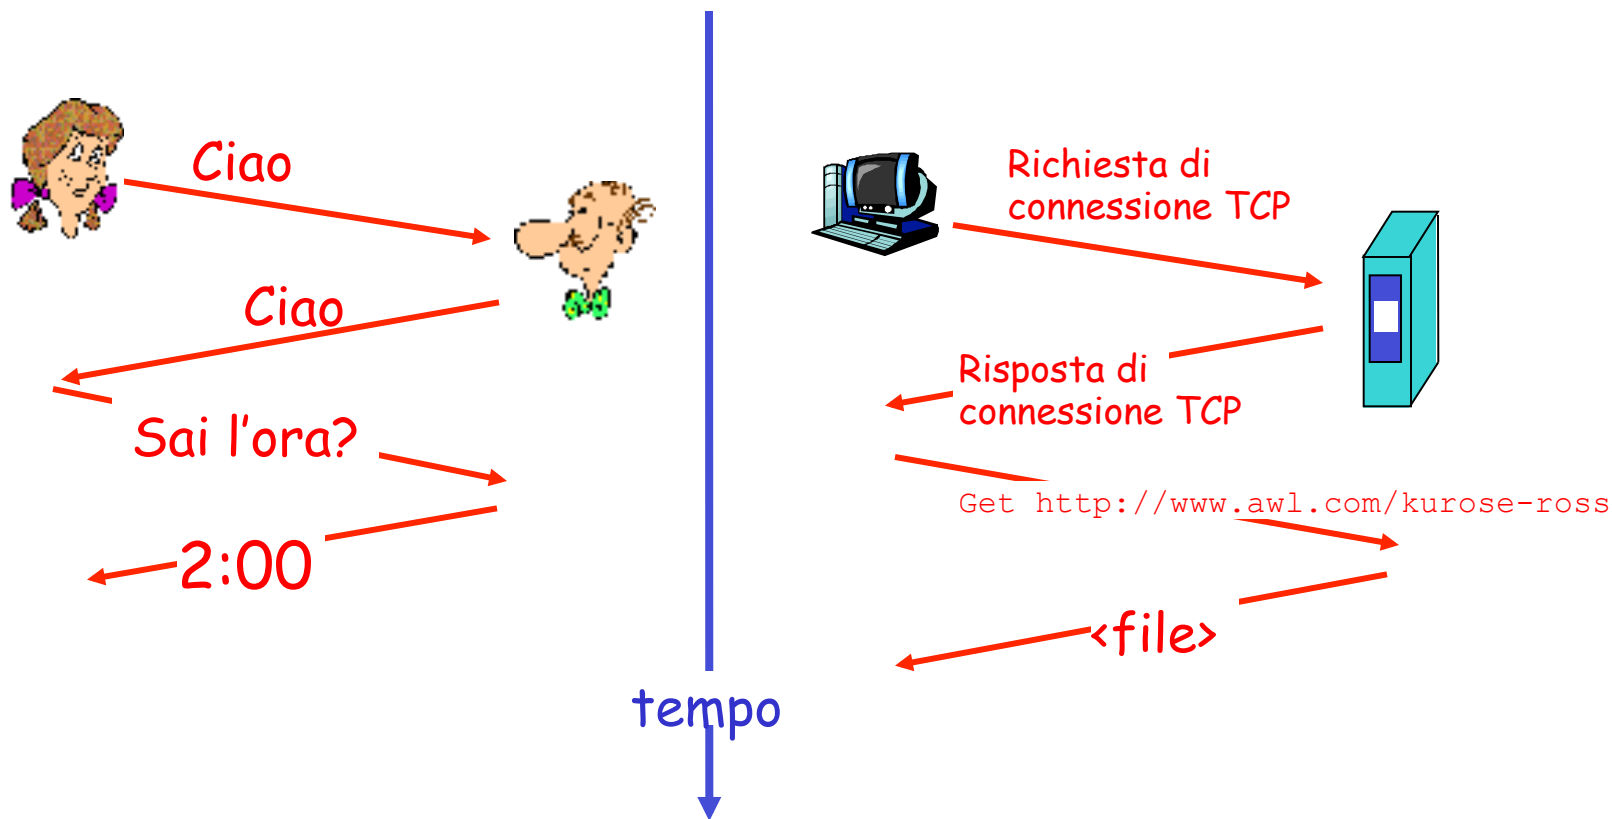 Ciao
Ciao
Sai l'ora?
2:00
Richiesta di
connessione TCP
Risposta di
connessione TCP
Get http://www.awl.com/kurose-ross
<file>
tempo